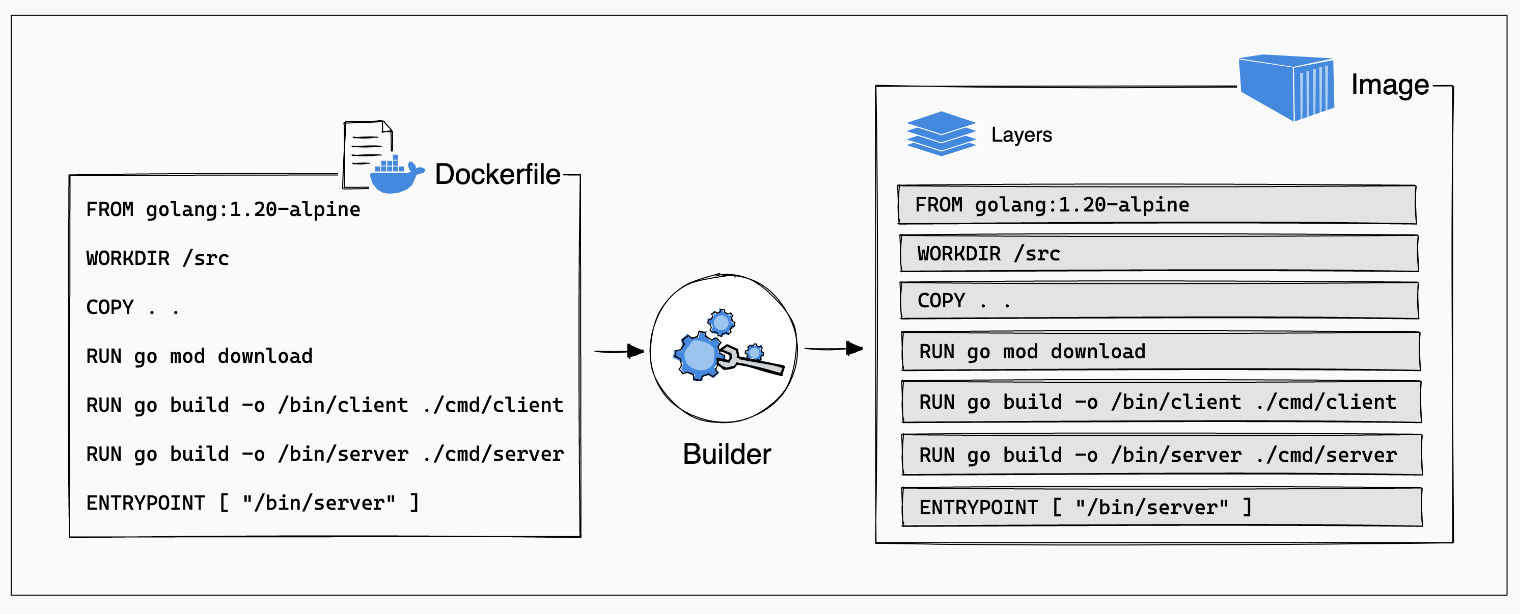 Dockerfile
FROM golang:1.20-alpine
WORKDIR /src
COPY . .
RUN go mod download
RUN go build -o /bin/client ./cmd/client
RUN go build -o /bin/server ./cmd/server
ENTRYPOINT [ "/bin/server" ]
Builder
Image
Layers
FROM golang:1.20-alpine
WORKDIR /src
COPY . .
RUN go mod download
RUN go build -o /bin/client ./cmd/client
RUN go build -o /bin/server ./cmd/server
ENTRYPOINT [ "/bin/server" ]